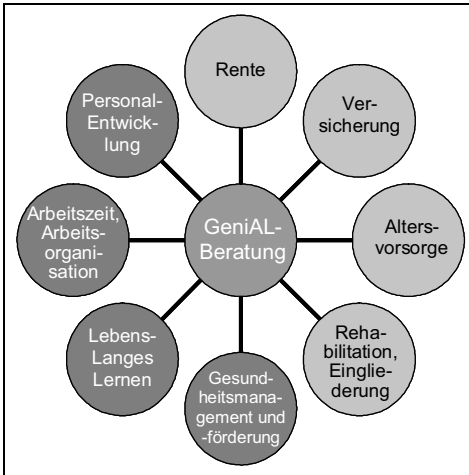 Rente
Ver-
sicherung
Alters-
vorsorge
Reha-
bilitation,
Einglie-
derung
Gesund-
heitsmana-
gement und
-förderung
Lebens-
Langes
Lernen
Arbeitszeit,
Arbeits-
organi-
sation
Personal-
Entwick-
lung
GeniAL-
Beratung